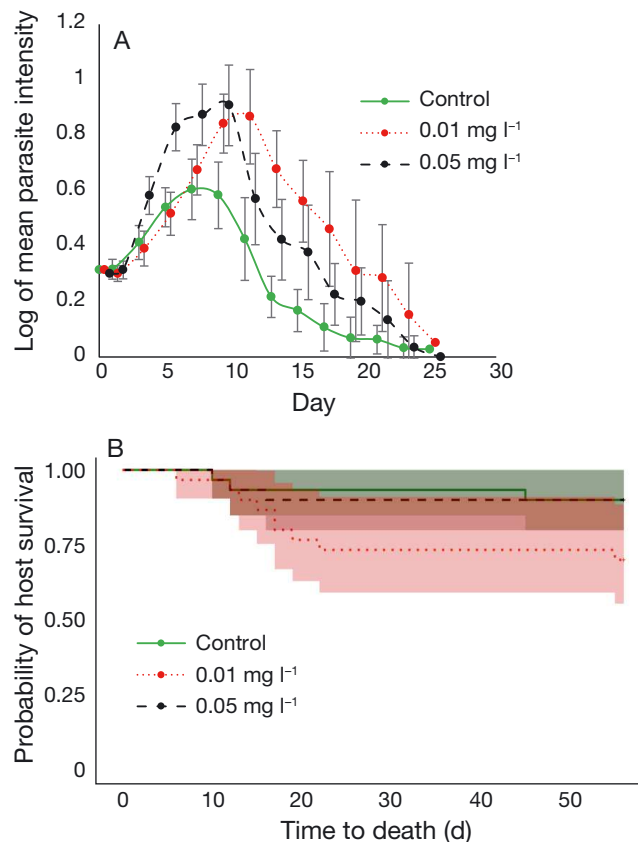 A
Log of mean parasite intensity
1.2
1
0.8
0.6
0.4
0.2
0
Control
0.01 mg l⁻¹
0.05 mg l⁻¹
0 5 10 15 20 25 30
Day
B
Probability of host survival
1.00
0.75
0.50
0.25
0
Control
0.01 mg l⁻¹
0.05 mg l⁻¹
0 10 20 30 40 50
Time to death (d)